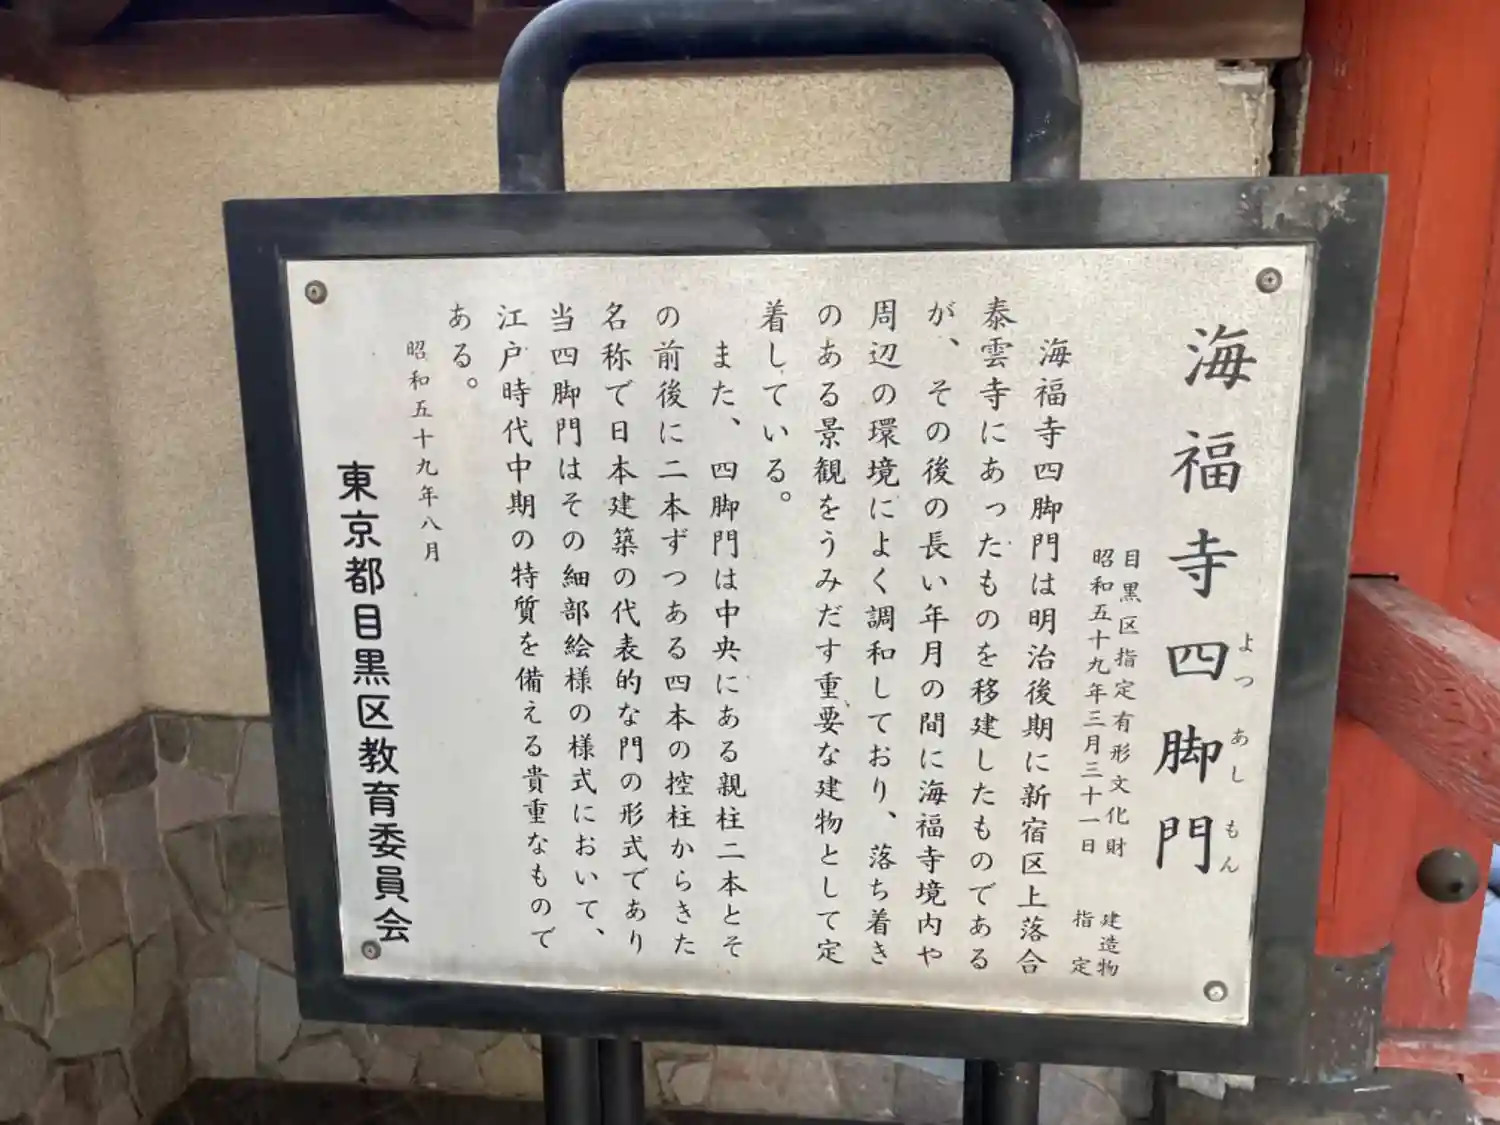 海福寺四脚門
よつあしもん
目黒区指定有形文化財 建造物
昭和五十九年三月三十一日 指定
海福寺四脚門は明治後期に新宿区上落合
泰雲寺にあったものを移建したものである
が、その後の長い年月の間に海福寺境内や
周辺の環境によく調和しており、落ち着き
のある景観をうみだす重要な建物として定
着している。
また、四脚門は中央にある親柱二本とそ
の前後に二本ずつある四本の控柱からきた
名称で日本建築の代表的な門の形式であり
当四脚門はその細部絵様の様式において、
江戸時代中期の特質を備える貴重なもので
ある。
昭和五十九年八月
東京都目黒区教育委員会